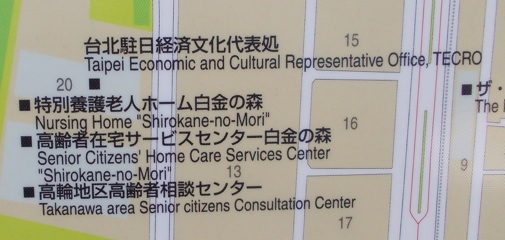 台北駐日経済文化代表処
Taipei Economic and Cultural Representative Office, TECRO
15
20
■
■特別養護老人ホーム白金の森
Nursing Home "Shirokane-no-Mori"
■ザ・
The
16
■高齢者在宅サービスセンター白金の森
Senior Citizens' Home Care Services Center
"Shirokane-no-Mori"
13
9
■高輪地区高齢者相談センター
Takanawa area Senior citizens Consultation Center
17